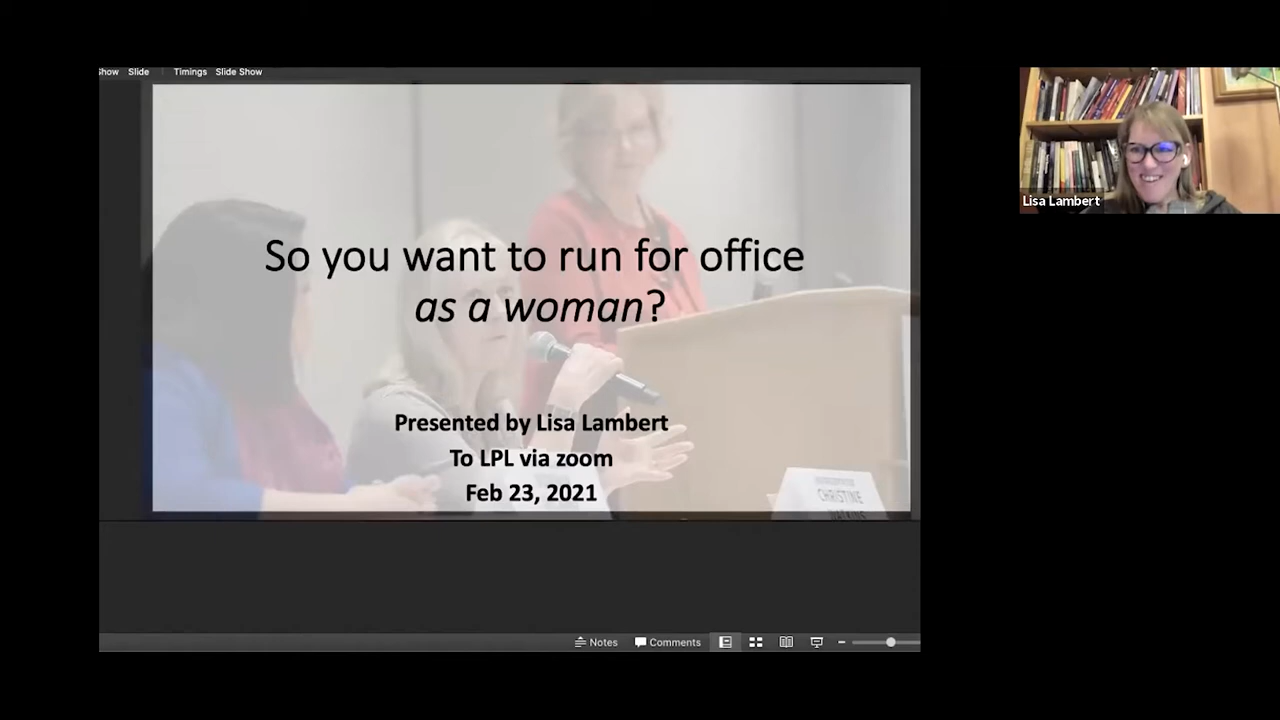 Show Slide Timings Slide Show
So you want to run for office
as a woman?
Presented by Lisa Lambert
To LPL via zoom
Feb 23, 2021
CHRISTINE
Lisa Lambert
Notes Comments